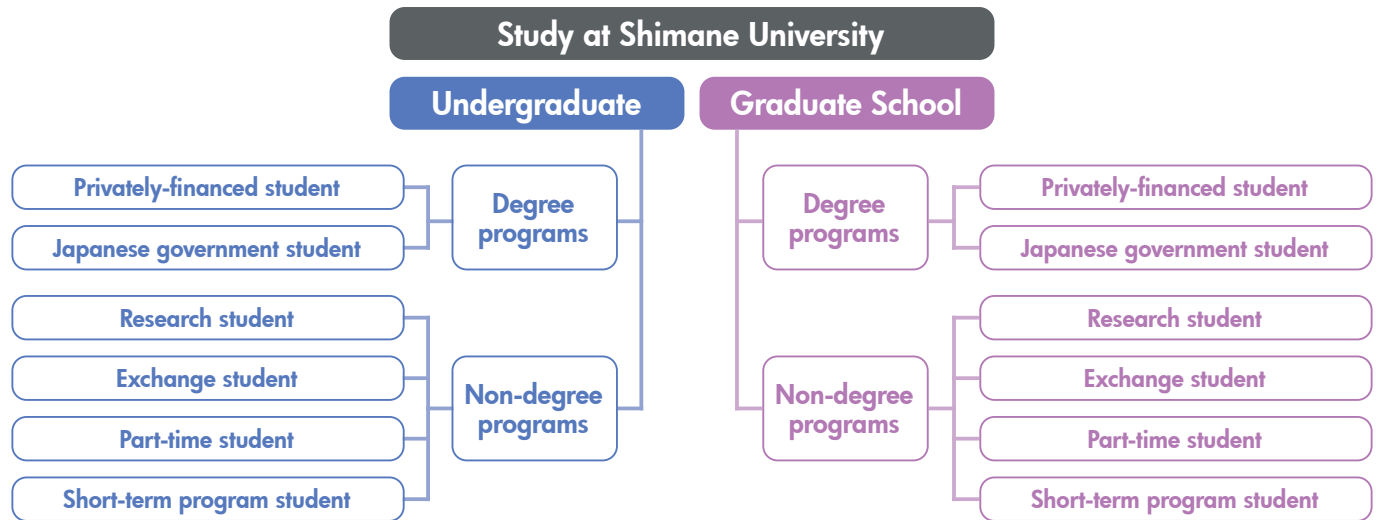 Study at Shimane University
Undergraduate
Graduate School
Privately-financed student
Japanese government student
Degree
programs
Research student
Exchange student
Part-time student
Short-term program student
Non-degree
programs
Degree
programs
Privately-financed student
Japanese government student
Non-degree
programs
Research student
Exchange student
Part-time student
Short-term program student